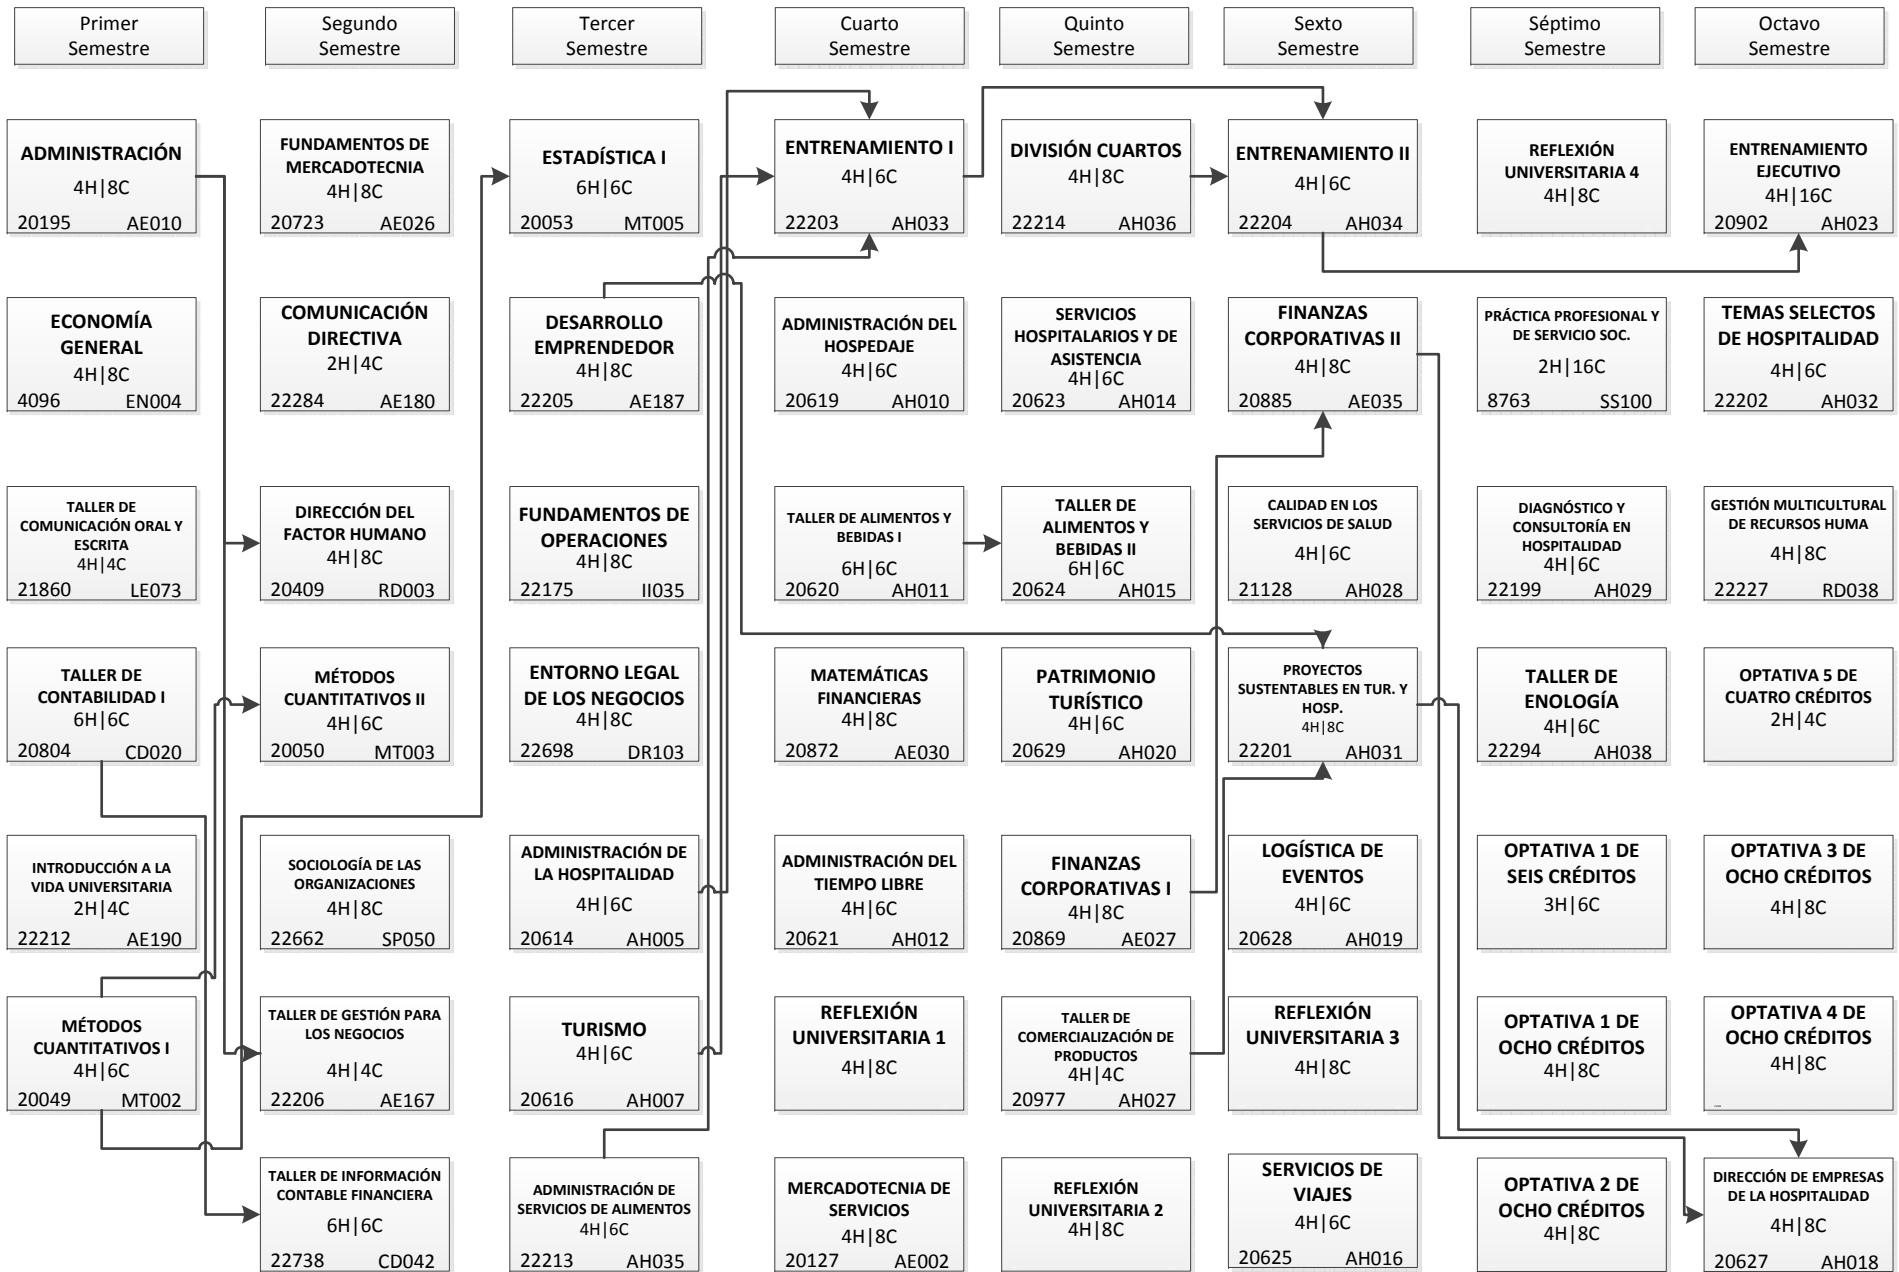 Primer
Semestre
Segundo
Semestre
Tercer
Semestre
Cuarto
Semestre
Quinto
Semestre
Sexto
Semestre
Séptimo
Semestre
Octavo
Semestre
ADMINISTRACIÓN
4H|8C
20195 AE010
FUNDAMENTOS DE
MERCADOTECNIA
4H|8C
20723 AE026
ESTADÍSTICA I
6H|6C
20053 MT005
ENTRENAMIENTO I
4H|6C
22203 AH033
DIVISIÓN CUARTOS
4H|8C
22214 AH036
ENTRENAMIENTO II
4H|6C
22204 AH034
REFLEXIÓN
UNIVERSITARIA 4
4H|8C
ENTRENAMIENTO
EJECUTIVO
4H|16C
20902 AH023
ECONOMÍA
GENERAL
4H|8C
4096 EN004
COMUNICACIÓN
DIRECTIVA
2H|4C
22284 AE180
DESARROLLO
EMPRENDEDOR
4H|8C
22205 AE187
ADMINISTRACIÓN DEL
HOSPEDAJE
4H|6C
20619 AH010
SERVICIOS
HOSPITALARIOS Y DE
ASISTENCIA
4H|6C
20623 AH014
FINANZAS
CORPORATIVAS II
4H|8C
20885 AE035
PRÁCTICA PROFESIONAL Y
DE SERVICIO SOC.
2H|16C
8763 SS100
TEMAS SELECTOS
DE HOSPITALIDAD
4H|6C
22202 AH032
TALLER DE
COMUNICACIÓN ORAL Y
ESCRITA
4H|4C
21860 LE073
DIRECCIÓN DEL
FACTOR HUMANO
4H|8C
20409 RD003
FUNDAMENTOS DE
OPERACIONES
4H|8C
22175 II035
TALLER DE ALIMENTOS Y
BEBIDAS I
6H|6C
20620 AH011
TALLER DE
ALIMENTOS Y
BEBIDAS II
6H|6C
20624 AH015
CALIDAD EN LOS
SERVICIOS DE SALUD
4H|6C
21128 AH028
DIAGNÓSTICO Y
CONSULTORÍA EN
HOSPITALIDAD
4H|6C
22199 AH029
GESTIÓN MULTICULTURAL
DE RECURSOS HUMA
4H|8C
22227 RD038
TALLER DE
CONTABILIDAD I
6H|6C
20804 CD020
MÉTODOS
CUANTITATIVOS II
4H|6C
20050 MT003
ENTORNO LEGAL
DE LOS NEGOCIOS
4H|8C
22698 DR103
MATEMÁTICAS
FINANCIERAS
4H|8C
20872 AE030
PATRIMONIO
TURÍSTICO
4H|6C
20629 AH020
PROYECTOS
SUSTENTABLES EN TUR. Y
HOSP.
4H|8C
22201 AH031
TALLER DE
ENOLOGÍA
4H|6C
22294 AH038
OPTATIVA 5 DE
CUATRO CRÉDITOS
2H|4C
INTRODUCCIÓN A LA
VIDA UNIVERSITARIA
2H|4C
22212 AE190
SOCIOLOGÍA DE LAS
ORGANIZACIONES
4H|8C
22662 SP050
ADMINISTRACIÓN DE
LA HOSPITALIDAD
4H|6C
20614 AH005
ADMINISTRACIÓN DEL
TIEMPO LIBRE
4H|6C
20621 AH012
FINANZAS
CORPORATIVAS I
4H|8C
20869 AE027
LOGÍSTICA DE
EVENTOS
4H|6C
20628 AH019
OPTATIVA 1 DE
SEIS CRÉDITOS
3H|6C
OPTATIVA 3 DE
OCHO CRÉDITOS
4H|8C
MÉTODOS
CUANTITATIVOS I
4H|6C
20049 MT002
TALLER DE GESTIÓN PARA
LOS NEGOCIOS
4H|4C
22206 AE167
TURISMO
4H|6C
20616 AH007
REFLEXIÓN
UNIVERSITARIA 1
4H|8C
TALLER DE
COMERCIALIZACIÓN DE
PRODUCTOS
4H|4C
20977 AH027
REFLEXIÓN
UNIVERSITARIA 3
4H|8C
OPTATIVA 1 DE
OCHO CRÉDITOS
4H|8C
OPTATIVA 4 DE
OCHO CRÉDITOS
4H|8C
TALLER DE INFORMACIÓN
CONTABLE FINANCIERA
6H|6C
22738 CD042
ADMINISTRACIÓN DE
SERVICIOS DE ALIMENTOS
4H|6C
22213 AH035
MERCADOTECNIA DE
SERVICIOS
4H|8C
20127 AE002
REFLEXIÓN
UNIVERSITARIA 2
4H|8C
SERVICIOS DE
VIAJES
4H|6C
20625 AH016
OPTATIVA 2 DE
OCHO CRÉDITOS
4H|8C
DIRECCIÓN DE EMPRESAS
DE LA HOSPITALIDAD
4H|8C
20627 AH018